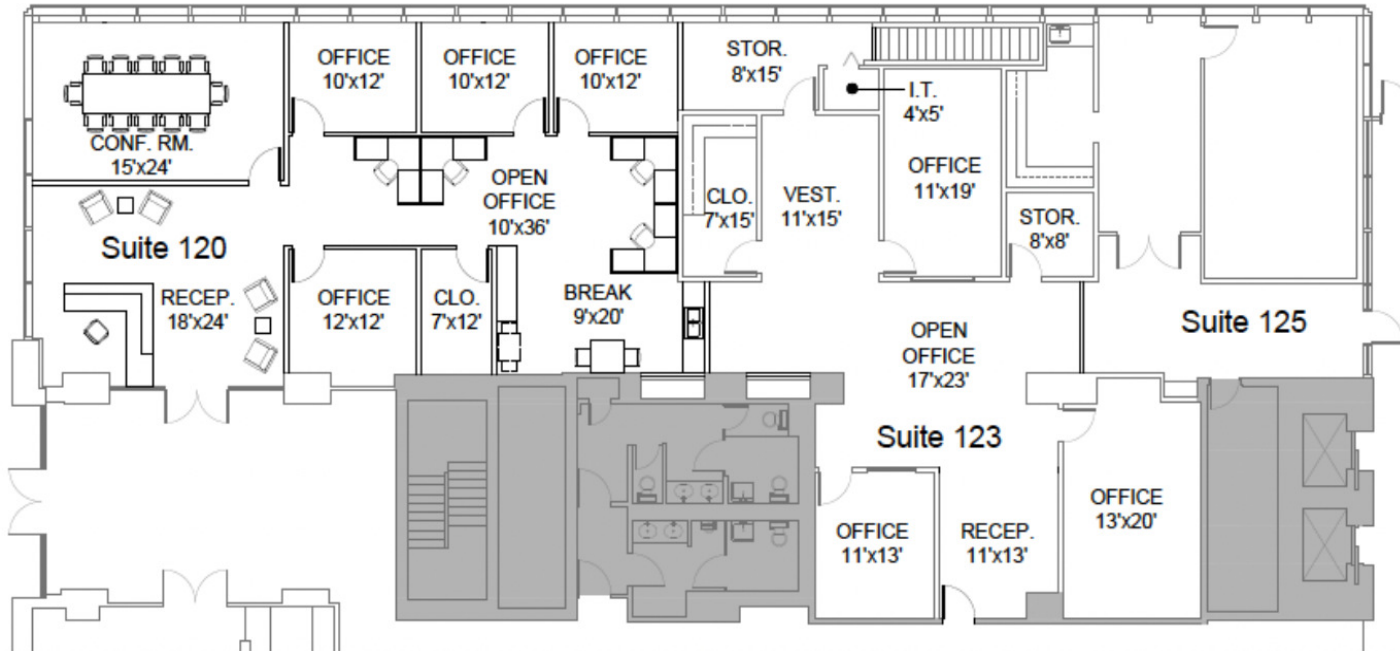 OFFICE
10'x12'
OFFICE
10'x12'
OFFICE
10'x12'
STOR.
8'x15'
I.T.
4'x5'
CONF. RM.
15'x24'
OPEN
OFFICE
10'x36'
CLO.
7'x15'
VEST.
11'x15'
OFFICE
11'x19'
STOR.
8'x8'
Suite 120
RECEP.
18'x24'
OFFICE
12'x12'
CLO.
7'x12'
BREAK
9'x20'
OPEN
OFFICE
17'x23'
Suite 125
Suite 123
OFFICE
11'x13'
RECEP.
11'x13'
OFFICE
13'x20'